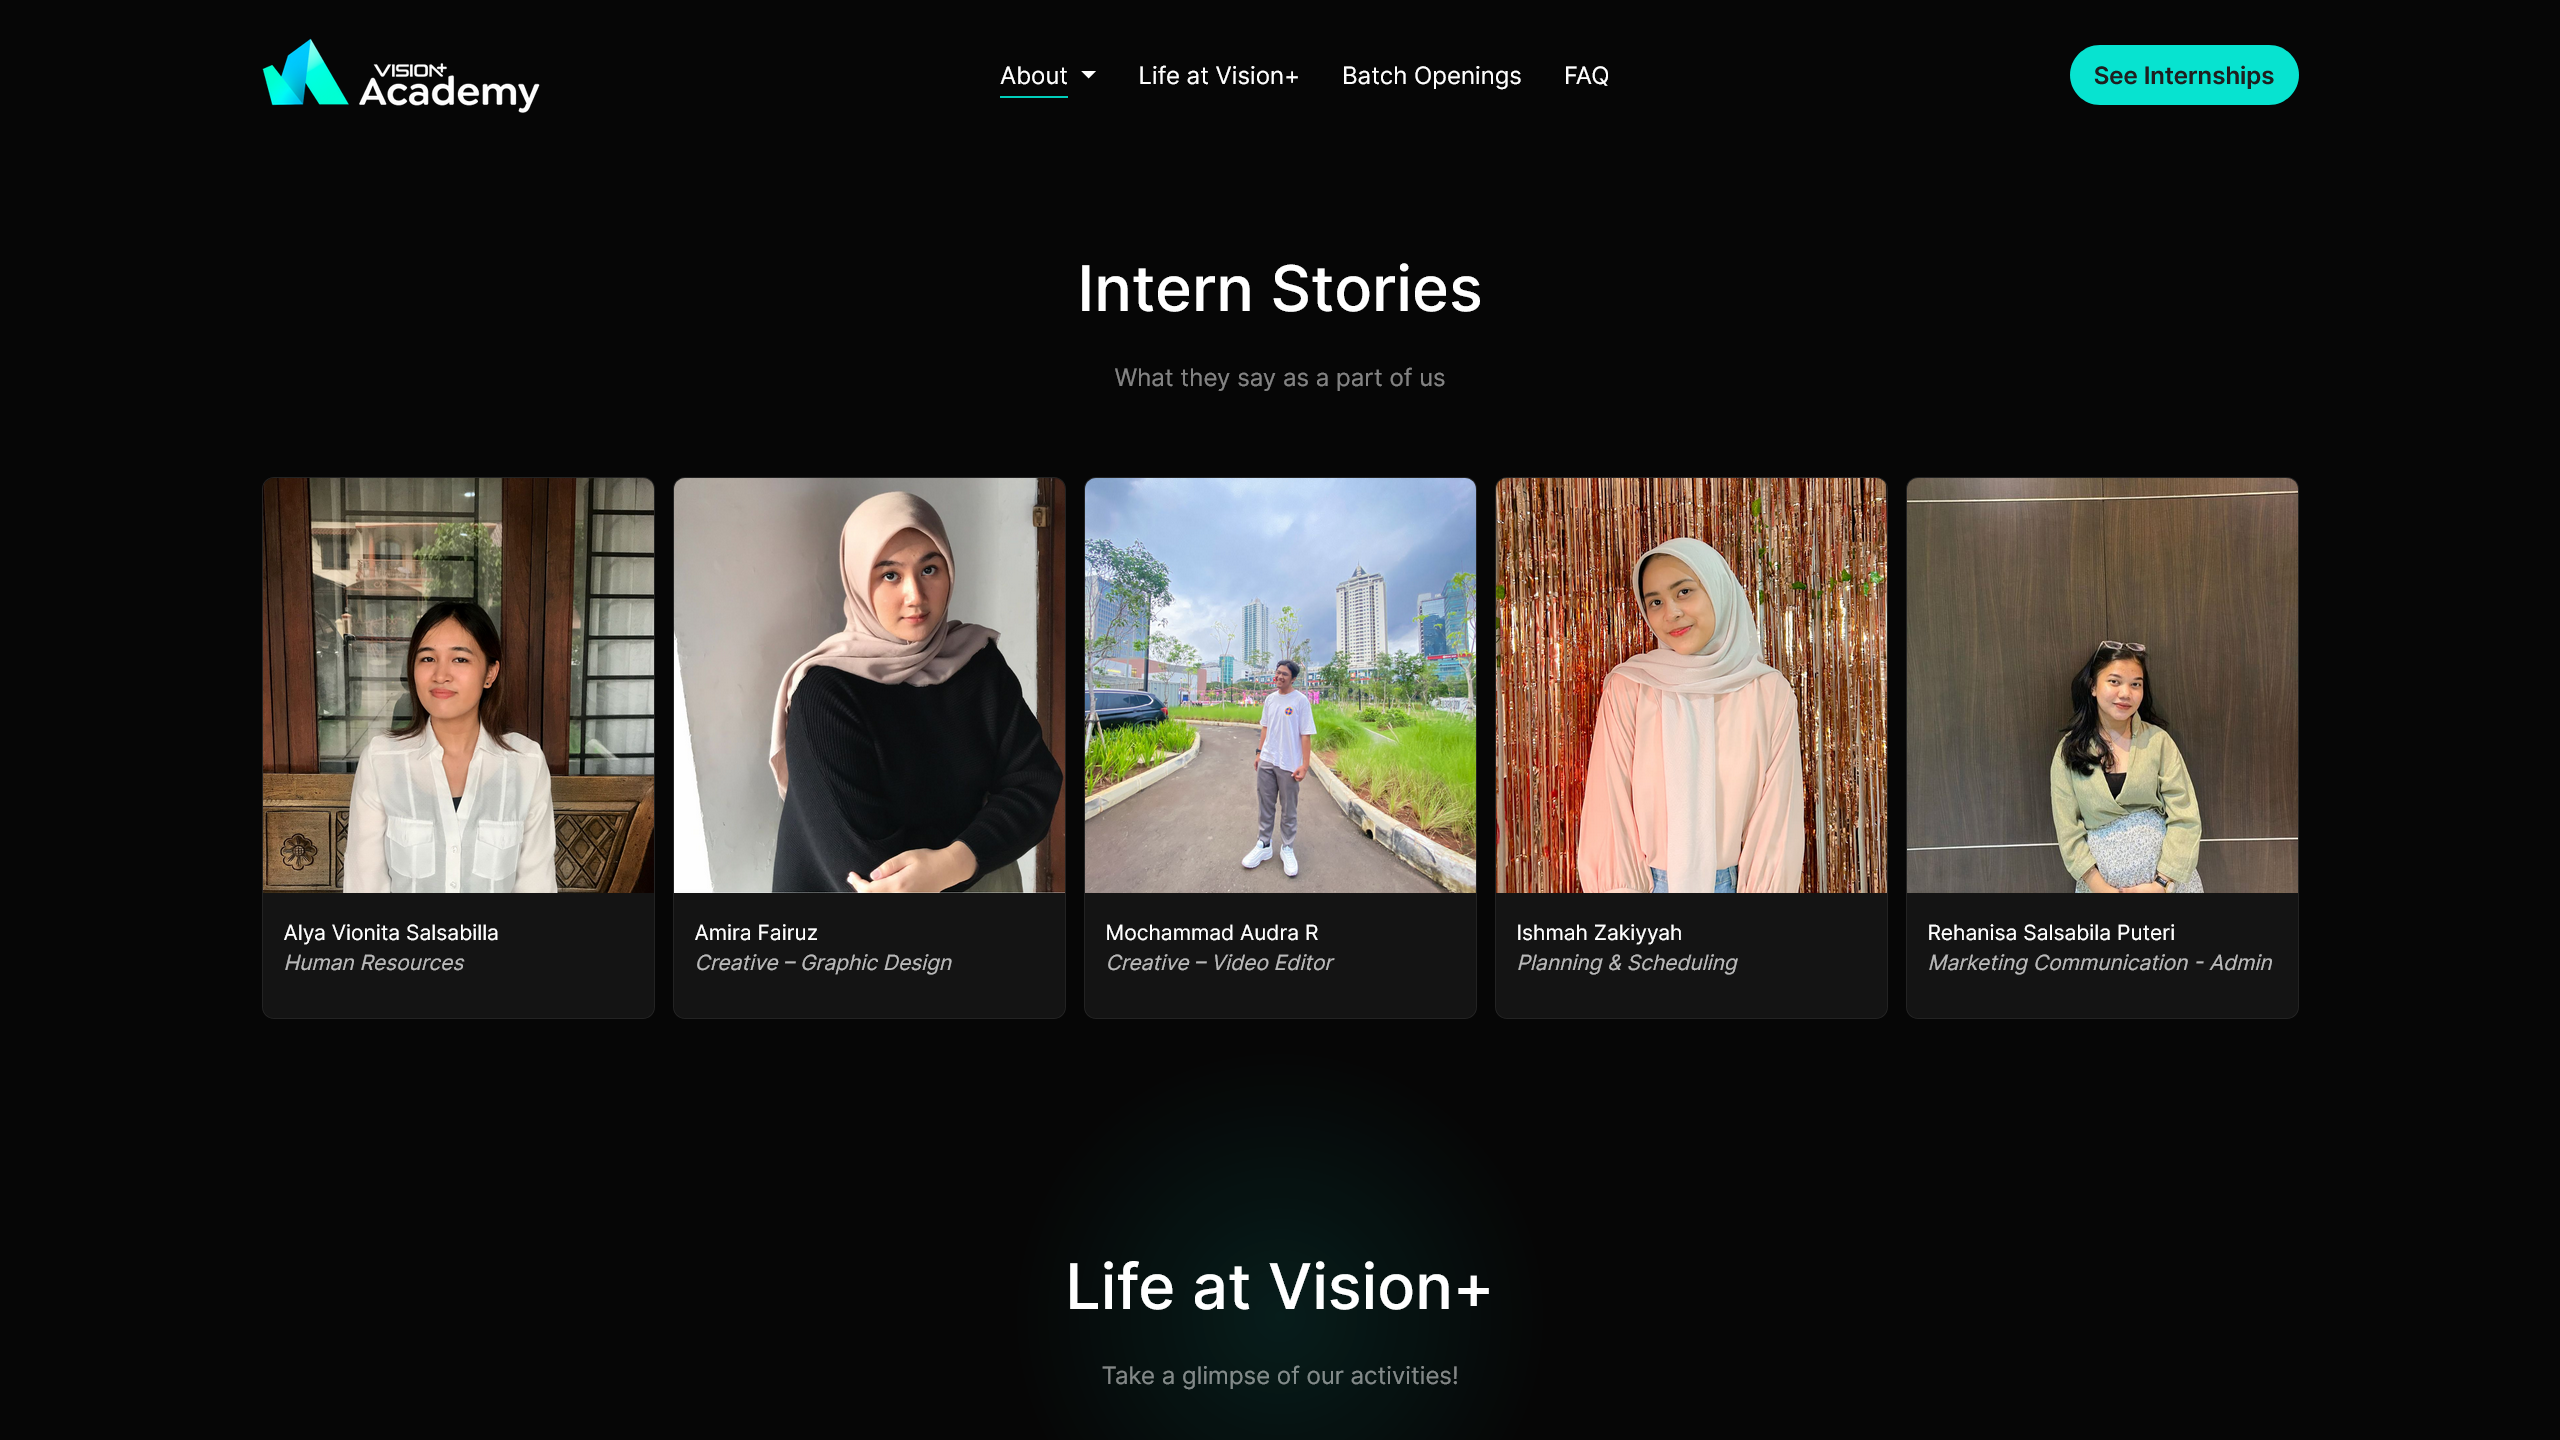 VISION+
Academy
About
Life at Vision+
Batch Openings
FAQ
See Internships
Intern Stories
What they say as a part of us
Alya Vionita Salsabilla
Human Resources
Amira Fairuz
Creative – Graphic Design
Mochammad Audra R
Creative – Video Editor
Ishmah Zakiyyah
Planning & Scheduling
Rehanisa Salsabila Puteri
Marketing Communication - Admin
Life at Vision+
Take a glimpse of our activities!